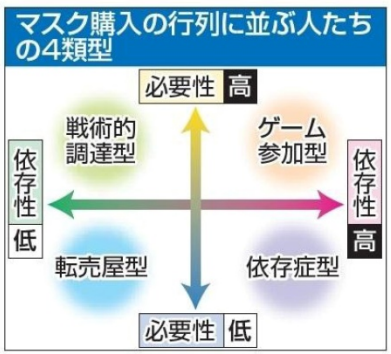 マスク購入の行列に並ぶ人たち
の4類型
必要性 高
戦術的
調達型
ゲーム
参加型
依存性 低
依存性 高
転売屋型
依存症型
必要性 低